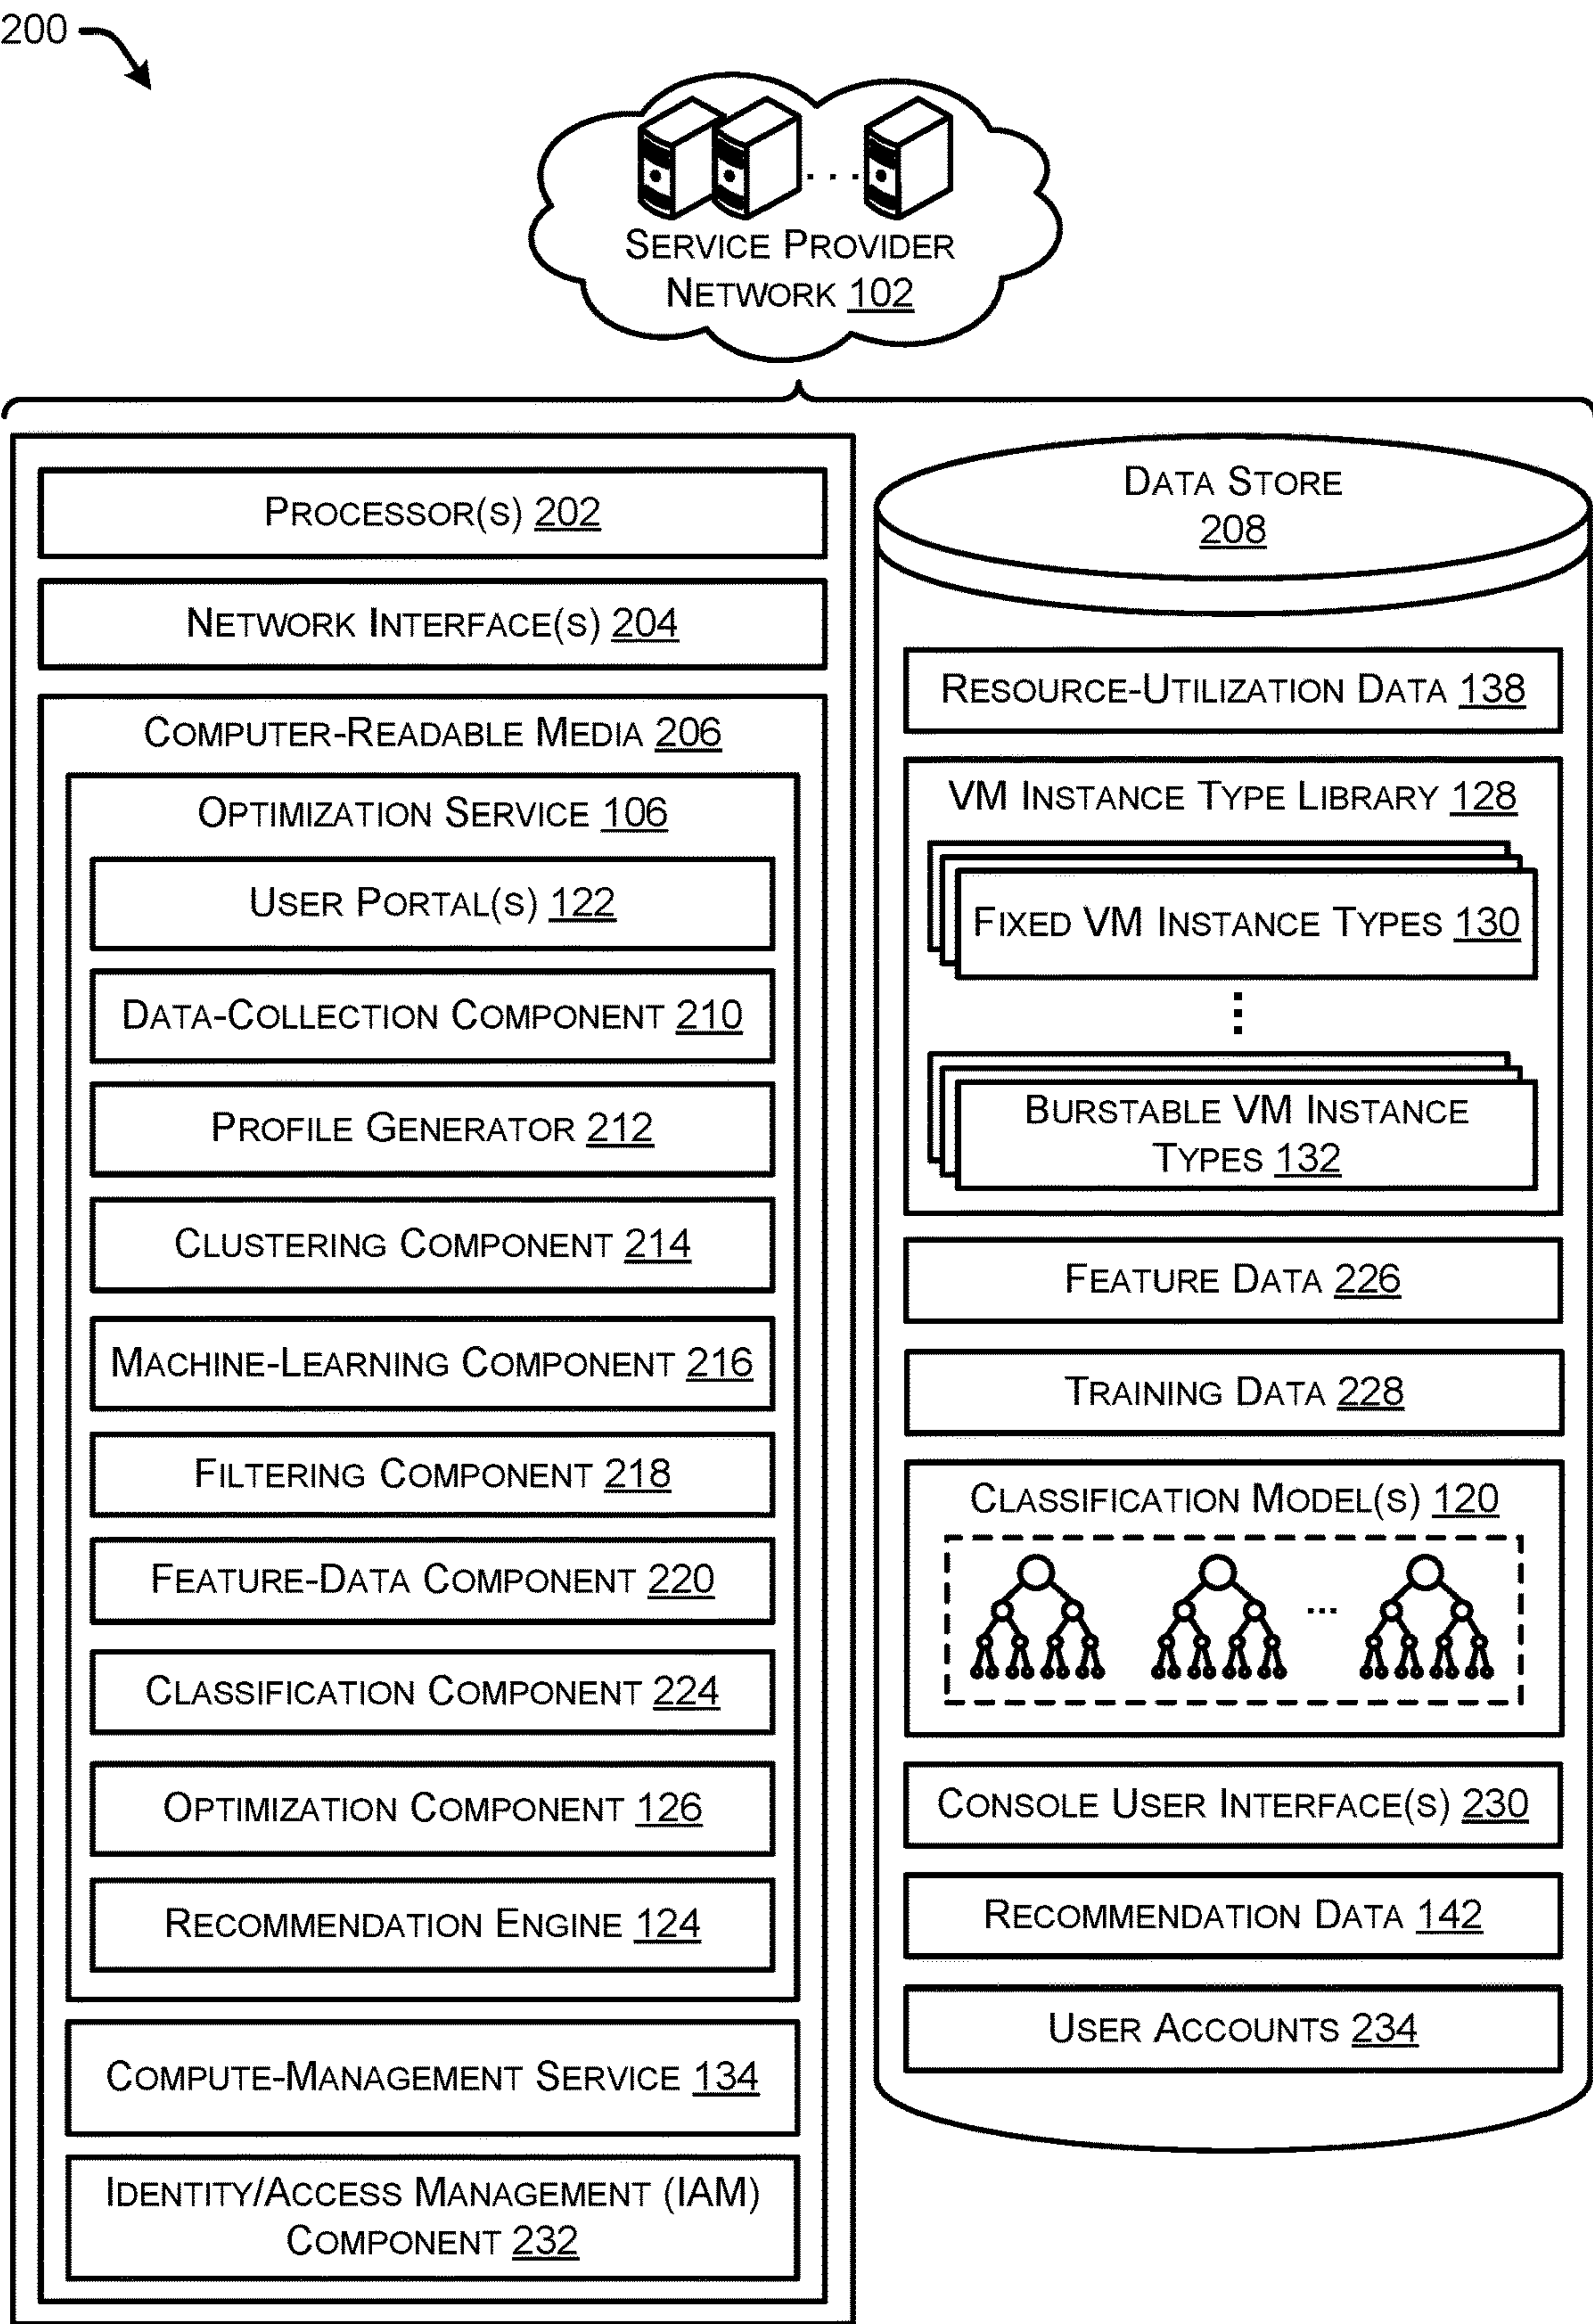 200
SERVICE PROVIDER
NETWORK 102
PROCESSOR(S) 202
NETWORK INTERFACE(S) 204
COMPUTER-READABLE MEDIA 206
OPTIMIZATION SERVICE 106
USER PORTAL(S) 122
DATA-COLLECTION COMPONENT 210
PROFILE GENERATOR 212
CLUSTERING COMPONENT 214
MACHINE-LEARNING COMPONENT 216
FILTERING COMPONENT 218
FEATURE-DATA COMPONENT 220
CLASSIFICATION COMPONENT 224
OPTIMIZATION COMPONENT 126
RECOMMENDATION ENGINE 124
COMPUTE-MANAGEMENT SERVICE 134
IDENTITY/ACCESS MANAGEMENT (IAM)
COMPONENT 232
DATA STORE
208
RESOURCE-UTILIZATION DATA 138
VM INSTANCE TYPE LIBRARY 128
FIXED VM INSTANCE TYPES 130
BURSTABLE VM INSTANCE
TYPES 132
FEATURE DATA 226
TRAINING DATA 228
CLASSIFICATION MODEL(S) 120
...
CONSOLE USER INTERFACE(S) 230
RECOMMENDATION DATA 142
USER ACCOUNTS 234